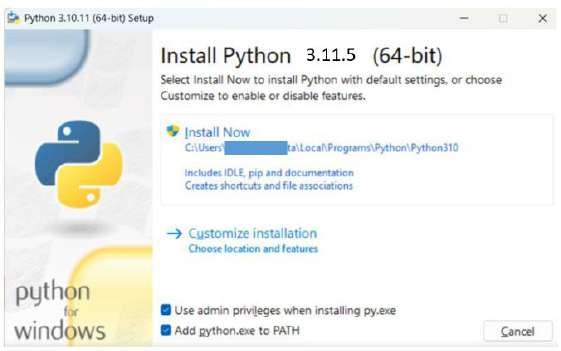 Python 3.10.11 (64-bit) Setup
Install Python 3.11.5 (64-bit)
Select Install Now to install Python with default settings, or choose
Customize to enable or disable features.
Install Now
C:\Users\ ta\Local\Programs\Python\Python310
Includes IDLE, pip and documentation
Creates shortcuts and file associations
Customize installation
Choose location and features
python
for
windows
Use admin privileges when installing py.exe
Add python.exe to PATH
Cancel